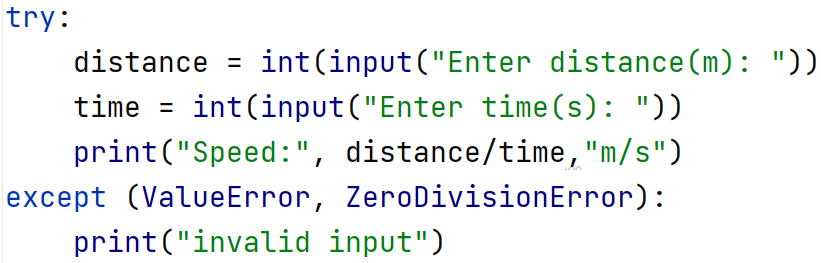 try:
    distance = int(input("Enter distance(m): "))
    time = int(input("Enter time(s): "))
    print("Speed:", distance/time,"m/s")
except (ValueError, ZeroDivisionError):
    print("invalid input")